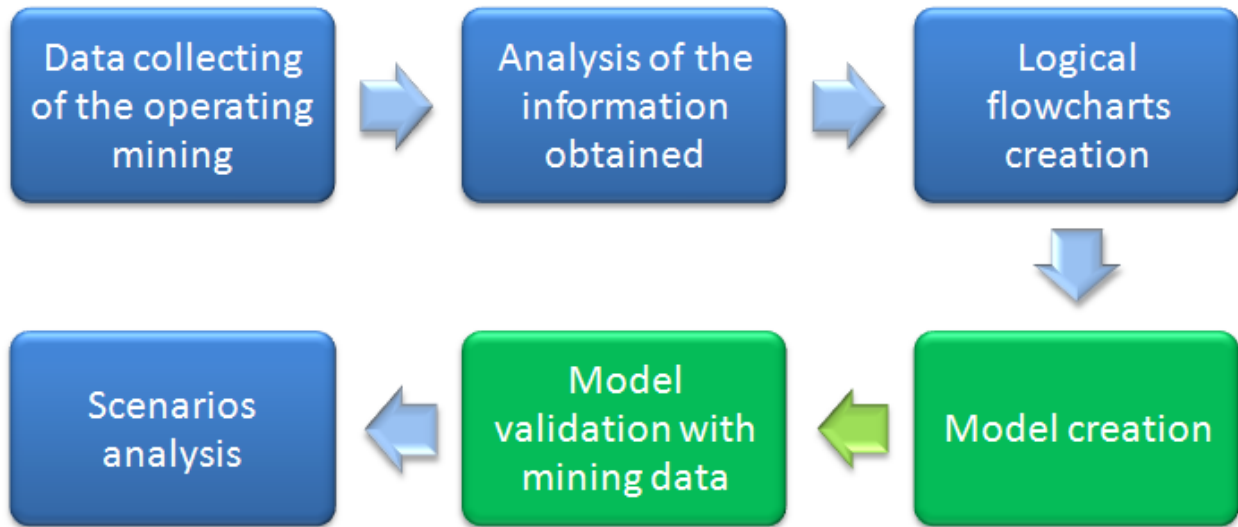 Data collecting
of the operating
mining
Analysis of the
information
obtained
Logical
flowcharts
creation
Model creation
Model
validation with
mining data
Scenarios
analysis